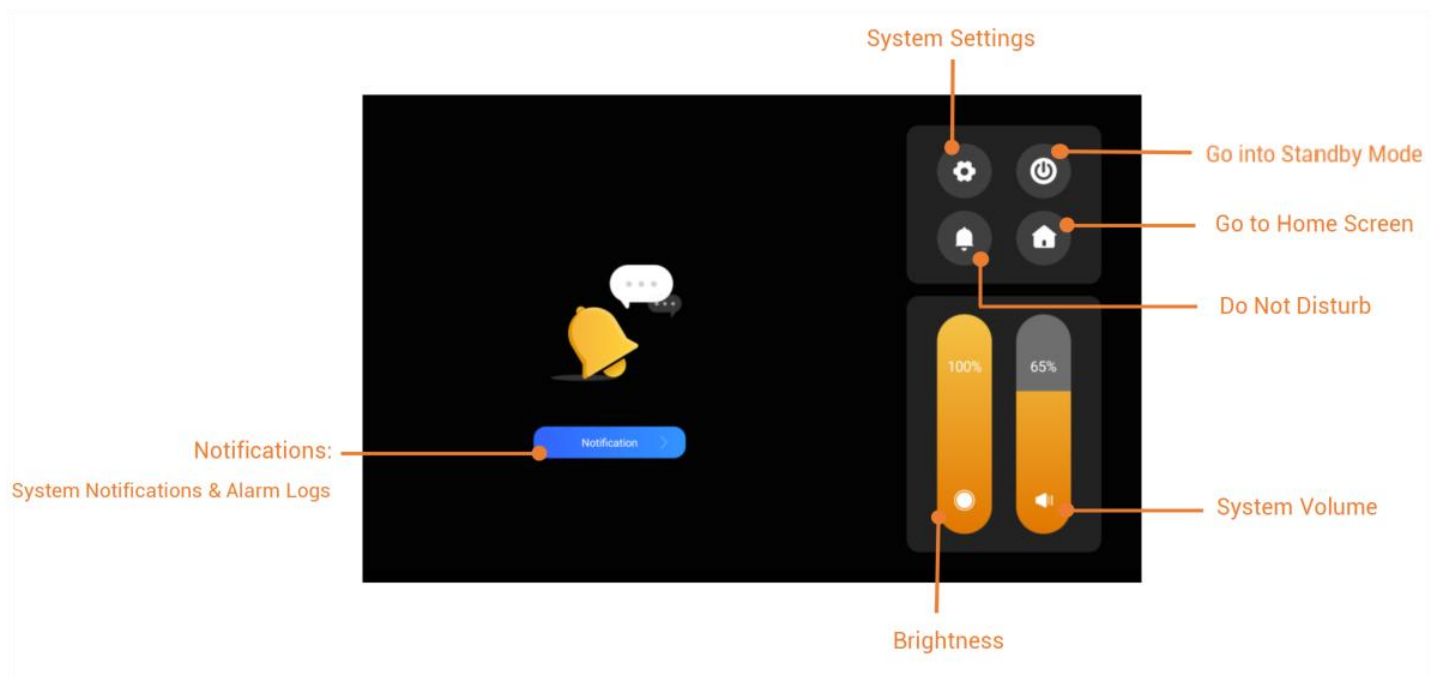 System Settings
Go into Standby Mode
Go to Home Screen
Do Not Disturb
100%
65%
Notification
Notifications:
System Notifications & Alarm Logs
System Volume
Brightness